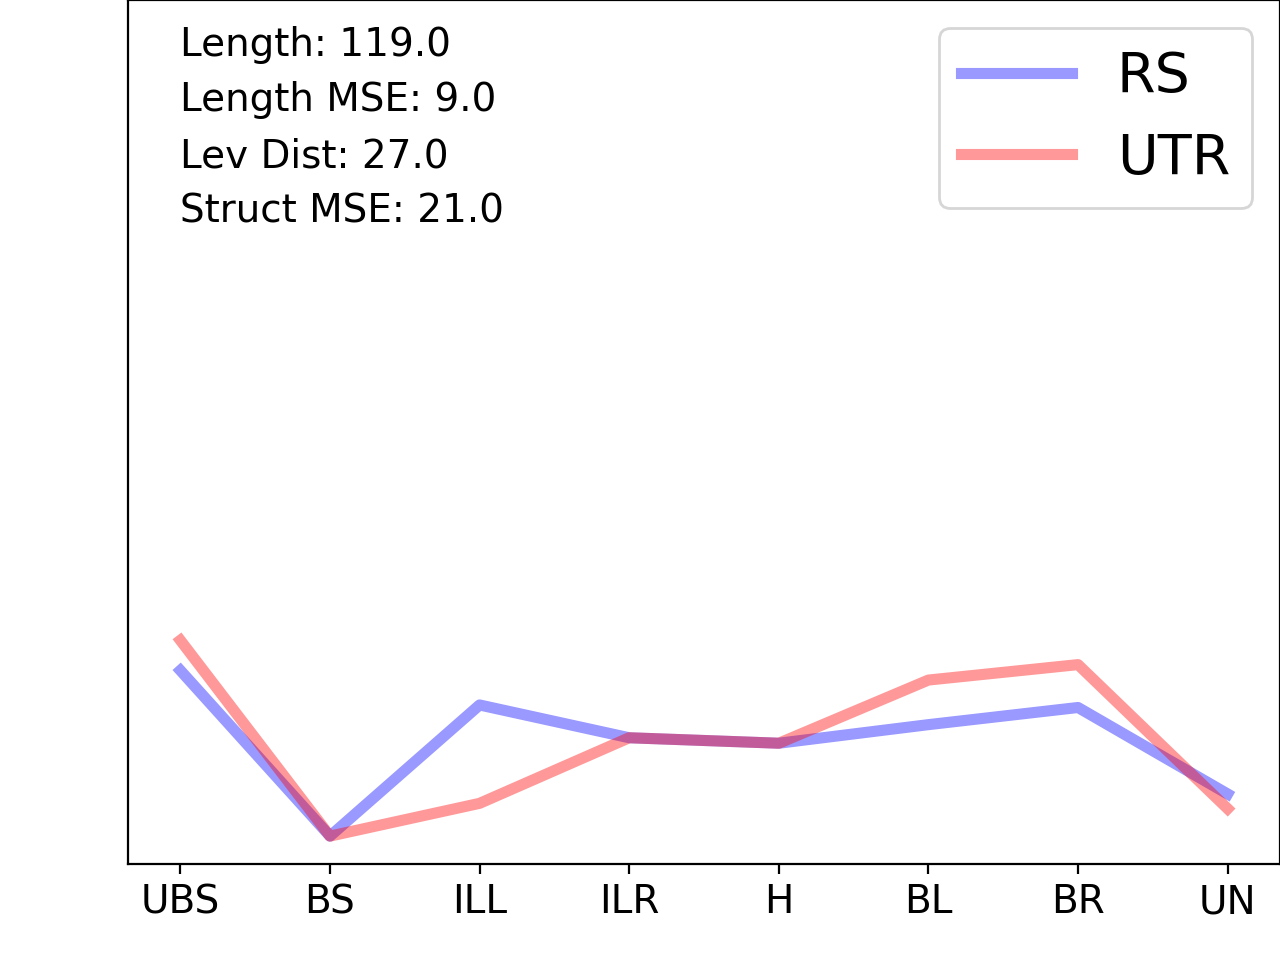 Length: 119.0
Length MSE: 9.0
Lev Dist: 27.0
Struct MSE: 21.0
RS
UTR
UBS BS ILL ILR H BL BR UN